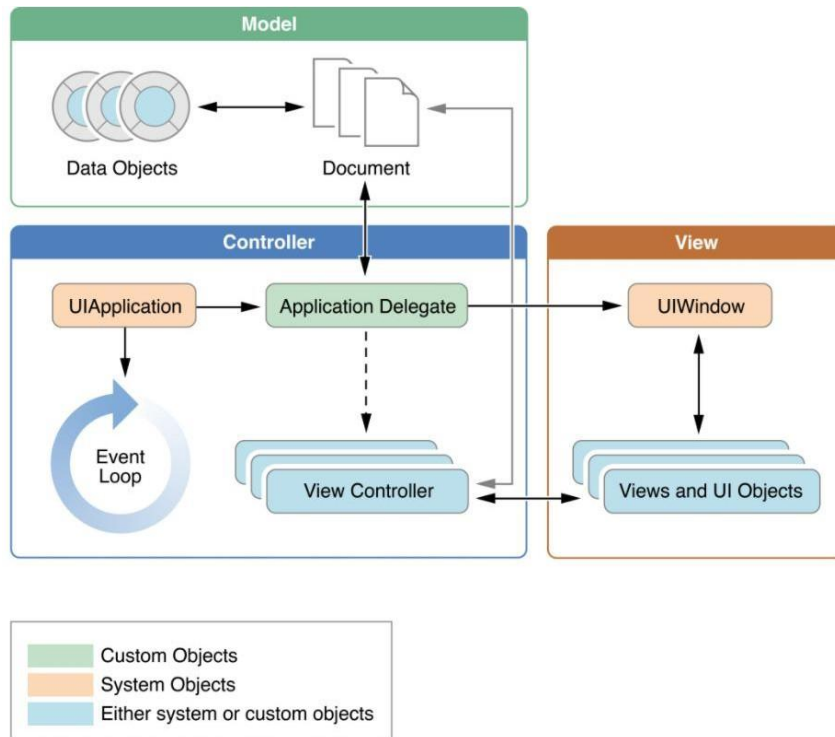 Model
Data Objects
Document
Controller
View
UIApplication
Application Delegate
UIWindow
Event
Loop
View Controller
Views and UI Objects
Custom Objects
System Objects
Either system or custom objects